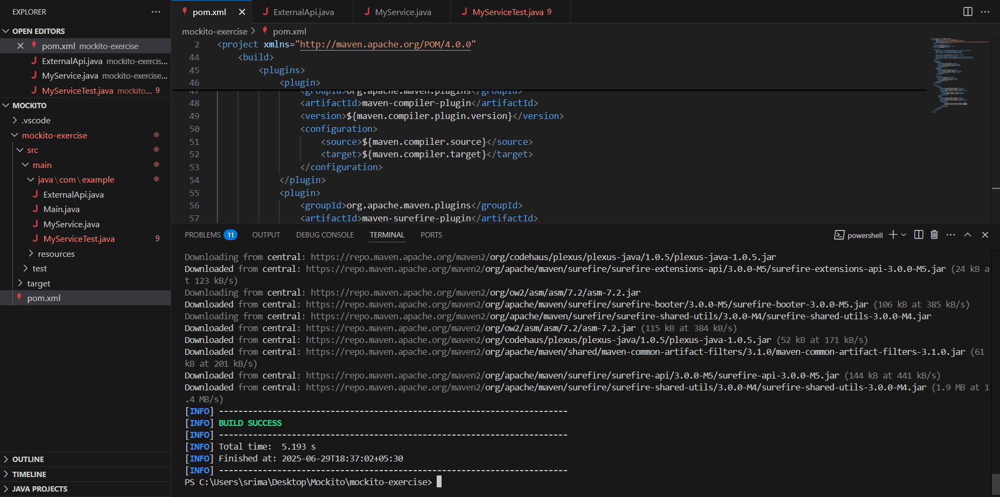 EXPLORER
OPEN EDITORS
pom.xml mockito-exercise
ExternalApi.java mockito-exercis...
MyService.java mockito-exercise...
MyServiceTest.java mockito... 9
MOCKITO
.vscode
mockito-exercise
src
main
java\com\example
ExternalApi.java
Main.java
MyService.java
MyServiceTest.java 9
resources
test
target
pom.xml
OUTLINE
TIMELINE
JAVA PROJECTS
pom.xml ExternalApi.java MyService.java MyServiceTest.java 9
mockito-exercise > pom.xml
2 <project xmlns="http://maven.apache.org/POM/4.0.0"
44 <build>
45 <plugins>
46 <plugin>
47 <groupId>org.apache.maven.plugins</groupId>
48 <artifactId>maven-compiler-plugin</artifactId>
49 <version>${maven.compiler.plugin.version}</version>
50 <configuration>
51 <source>${maven.compiler.source}</source>
52 <target>${maven.compiler.target}</target>
53 </configuration>
54 </plugin>
55 <plugin>
56 <groupId>org.apache.maven.plugins</groupId>
57 <artifactId>maven-surefire-plugin</artifactId>
PROBLEMS 11 OUTPUT DEBUG CONSOLE TERMINAL PORTS powershell
Downloading from central: https://repo.maven.apache.org/maven2/org/codehaus/plexus/plexus-java/1.0.5/plexus-java-1.0.5.jar
Downloaded from central: https://repo.maven.apache.org/maven2/org/apache/maven/surefire/surefire-extensions-api/3.0.0-M5/surefire-extensions-api-3.0.0-M5.jar (24 kB a
t 123 kB/s)
Downloading from central: https://repo.maven.apache.org/maven2/org/ow2/asm/asm/7.2/asm-7.2.jar
Downloaded from central: https://repo.maven.apache.org/maven2/org/apache/maven/surefire/surefire-booter/3.0.0-M5/surefire-booter-3.0.0-M5.jar (106 kB at 385 kB/s)
Downloading from central: https://repo.maven.apache.org/maven2/org/apache/maven/surefire/surefire-shared-utils/3.0.0-M4/surefire-shared-utils-3.0.0-M4.jar
Downloaded from central: https://repo.maven.apache.org/maven2/org/ow2/asm/asm/7.2/asm-7.2.jar (115 kB at 384 kB/s)
Downloaded from central: https://repo.maven.apache.org/maven2/org/codehaus/plexus/plexus-java/1.0.5/plexus-java-1.0.5.jar (52 kB at 171 kB/s)
Downloaded from central: https://repo.maven.apache.org/maven2/org/apache/maven/shared/maven-common-artifact-filters/3.1.0/maven-common-artifact-filters-3.1.0.jar (61
kB at 201 kB/s)
Downloaded from central: https://repo.maven.apache.org/maven2/org/apache/maven/surefire/surefire-api/3.0.0-M5/surefire-api-3.0.0-M5.jar (144 kB at 441 kB/s)
Downloaded from central: https://repo.maven.apache.org/maven2/org/apache/maven/surefire/surefire-shared-utils/3.0.0-M4/surefire-shared-utils-3.0.0-M4.jar (1.9 MB at 1
.4 MB/s)
[INFO] ------------------------------------------------------------------------
[INFO] BUILD SUCCESS
[INFO] ------------------------------------------------------------------------
[INFO] Total time:  5.193 s
[INFO] Finished at: 2025-06-29T18:37:02+05:30
[INFO] ------------------------------------------------------------------------
PS C:\Users\srima\Desktop\Mockito\mockito-exercise>